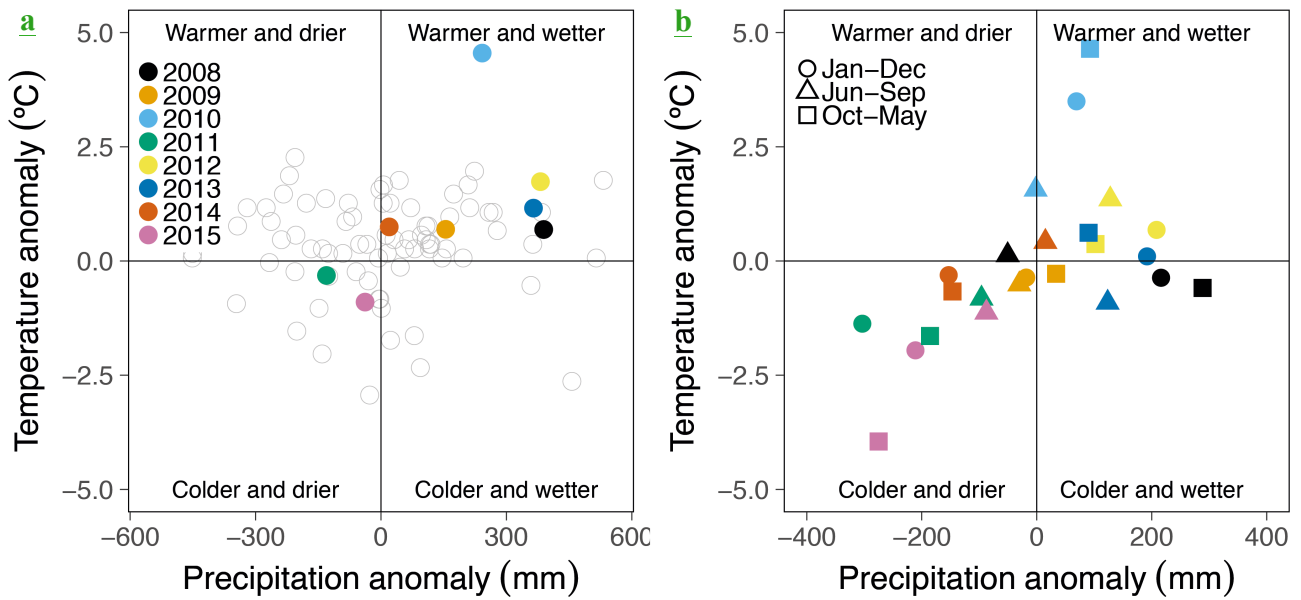 a
Warmer and drier
Warmer and wetter
2008
2009
2010
2011
2012
2013
2014
2015
Colder and drier
Colder and wetter
5.0
2.5
0.0
−2.5
−5.0
−600
−300
0
300
600
Temperature anomaly (ºC)
Precipitation anomaly (mm)
b
Warmer and drier
Warmer and wetter
Jan−Dec
Jun−Sep
Oct−May
Colder and drier
Colder and wetter
5.0
2.5
0.0
−2.5
−5.0
−400
−200
0
200
400
Temperature anomaly (ºC)
Precipitation anomaly (mm)